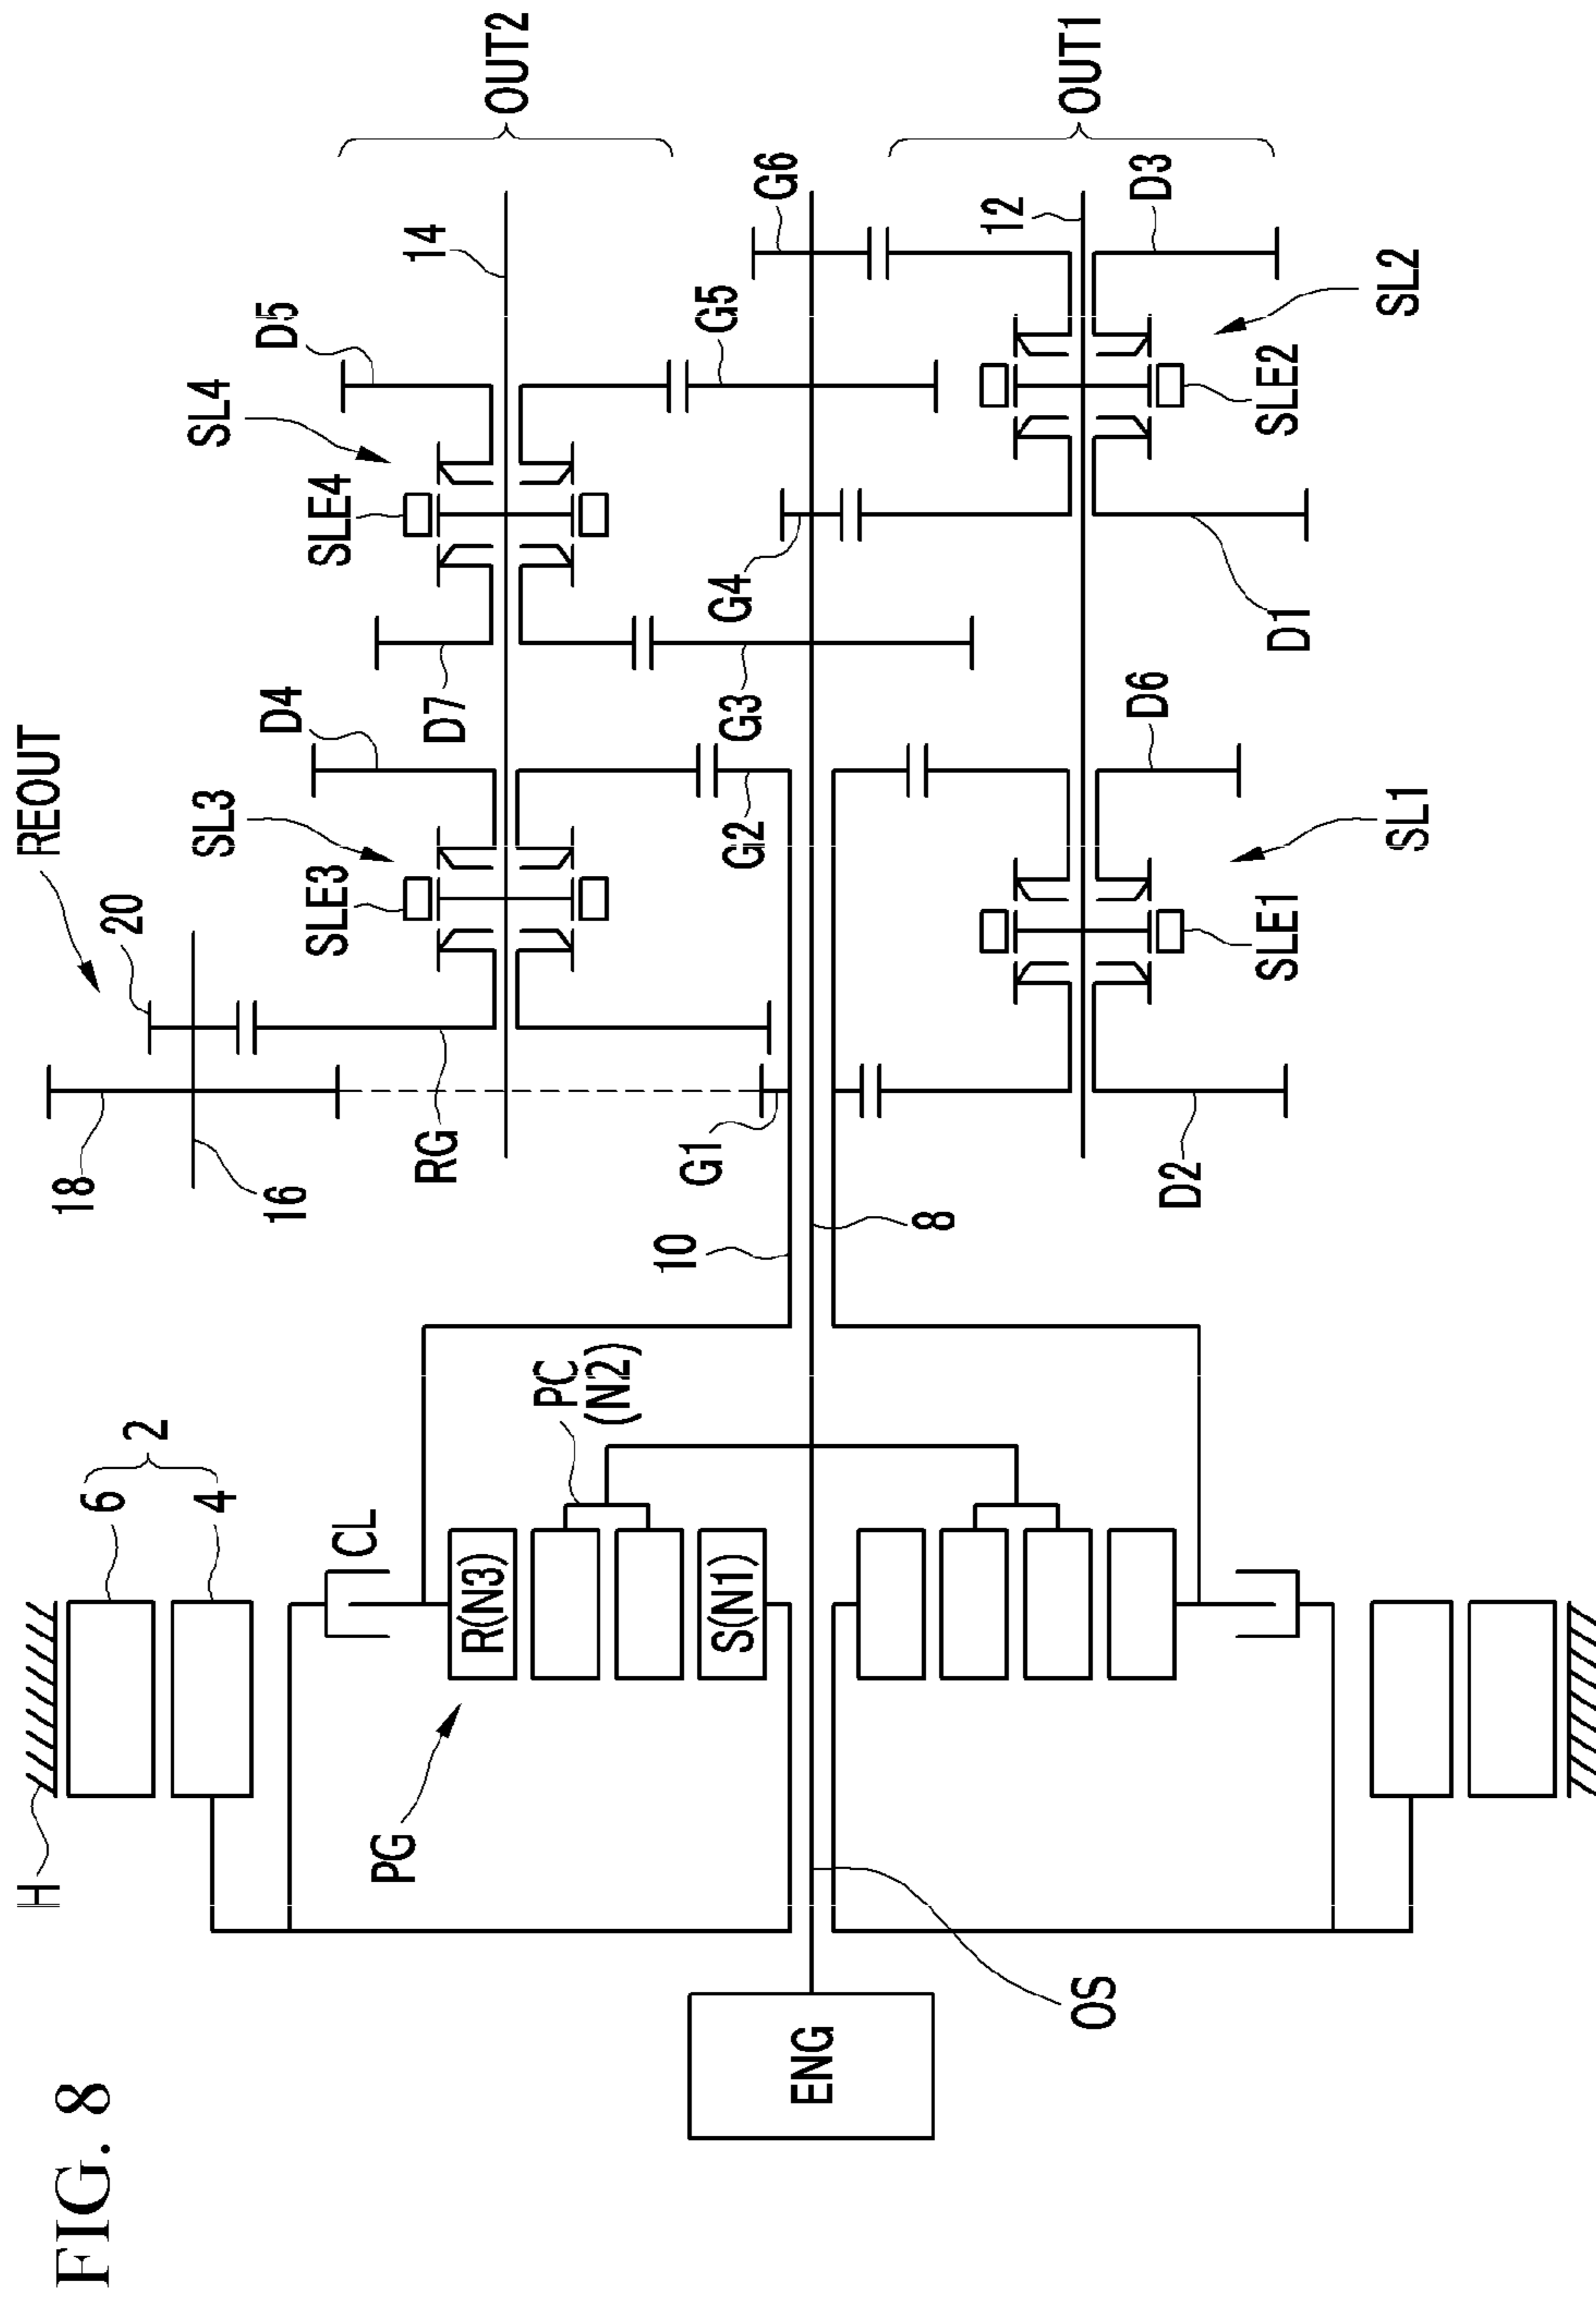 FIG. 8
H
6
4
2
CL
R(N3)
S(N1)
PC
(N2)
PG
ENG
OS
10
8
18
16
20
REOUT
RG
SL3
SLE3
D4
D7
SL4
SLE4
D5
14
OUT2
G1
G2
G3
G4
G5
G6
D2
SLE1
SL1
D6
D1
SLE2
SL2
D3
12
OUT1